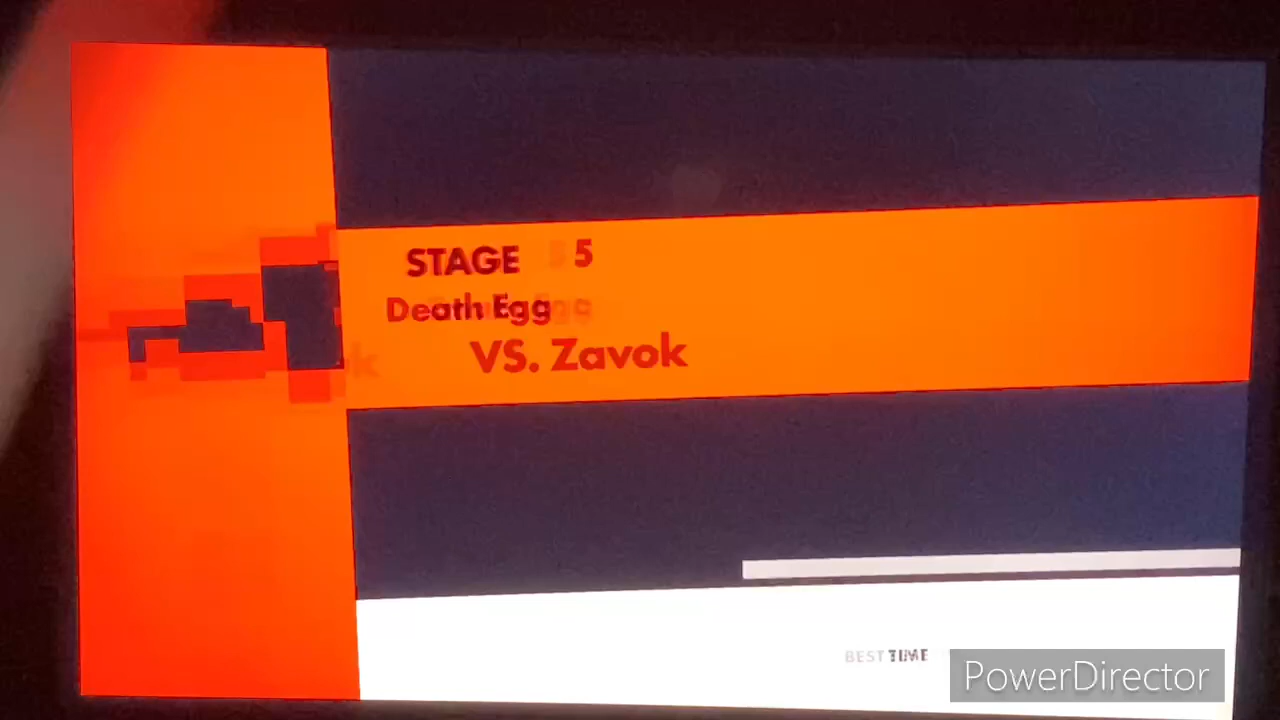 STAGE 5
Death Egg
VS. Zavok
BEST TIME
PowerDirector